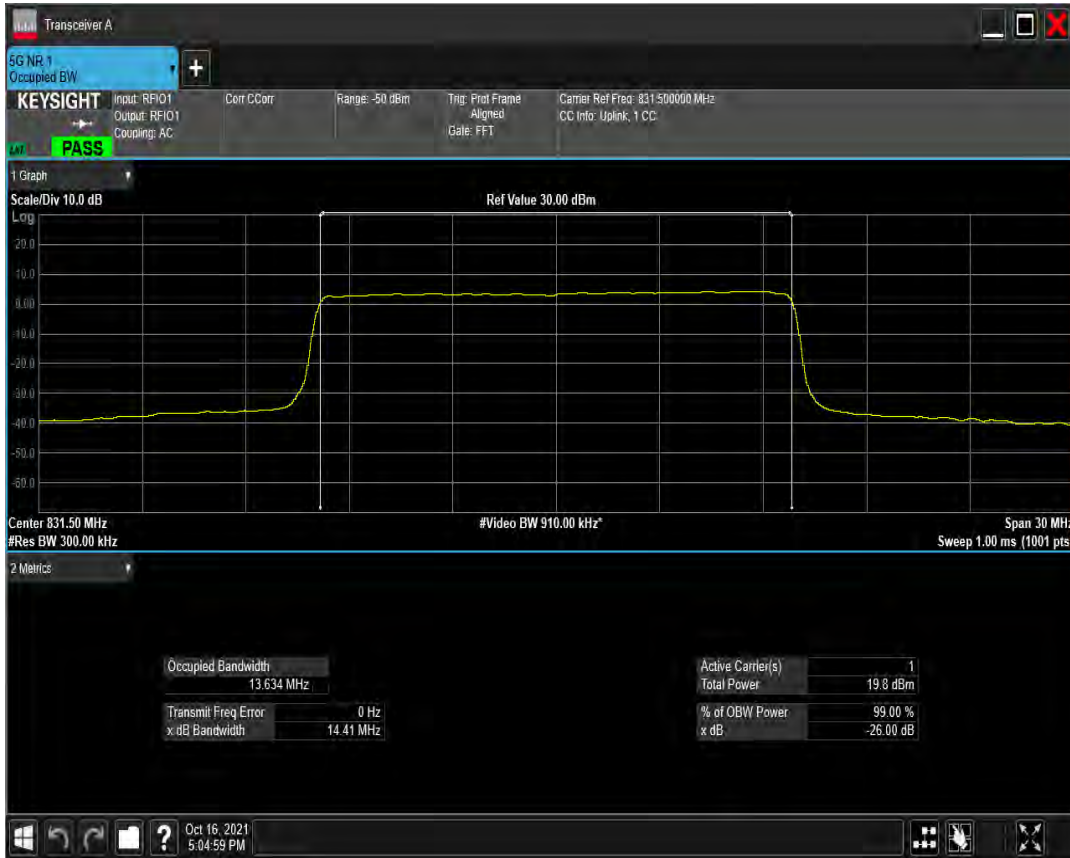 Transceiver A
5G NR 1
Occupied BW
KEYSIGHT
Input: RFIO1
Output: RFIO1
Coupling: AC
Corr CCorr
Range: -50 dBm
Trig: Prot Frame
Aligned
Gate: FFT
Carrier Ref Freq: 831.500000 MHz
CC Info: Uplink, 1 CC
PASS
1 Graph
Scale/Div 10.0 dB
Ref Value 30.00 dBm
Log
20.0
10.0
0.00
-10.0
-20.0
-30.0
-40.0
-50.0
-60.0
Center 831.50 MHz
#Video BW 910.00 kHz*
Span 30 MHz
#Res BW 300.00 kHz
Sweep 1.00 ms (1001 pts
2 Metrics
Occupied Bandwidth
13.634 MHz
Transmit Freq Error 0 Hz
x dB Bandwidth 14.41 MHz
Active Carrier(s) 1
Total Power 19.8 dBm
% of OBW Power 99.00 %
x dB -26.00 dB
Oct 16, 2021
5:04:59 PM